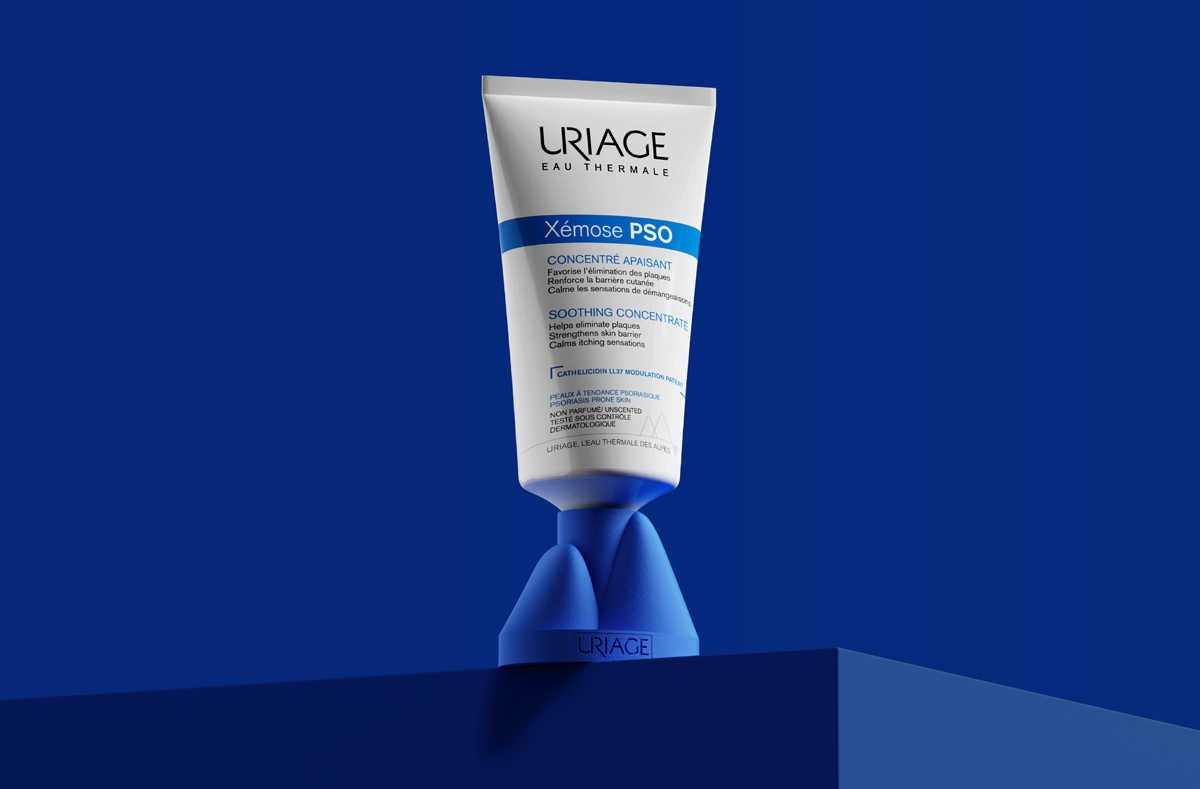 URIAGE
EAU THERMALE
Xémose PSO
CONCENTRÉ APAISANT
Favorise l'élimination des plaques
Renforce la barrière cutanée
Calme les sensations de démangeaisons
SOOTHING CONCENTRATE
Helps eliminate plaques
Strengthens skin barrier
Calms itching sensations
CATHELICIDIN LL37 MODULATION PATENT
PEAUX À TENDANCE PSORIASIQUE
PSORIASIS PRONE SKIN
NON PARFUMÉ/ UNSCENTED
TESTÉ SOUS CONTRÔLE
DERMATOLOGIQUE
URIAGE, L'EAU THERMALE DES ALPES
URIAGE